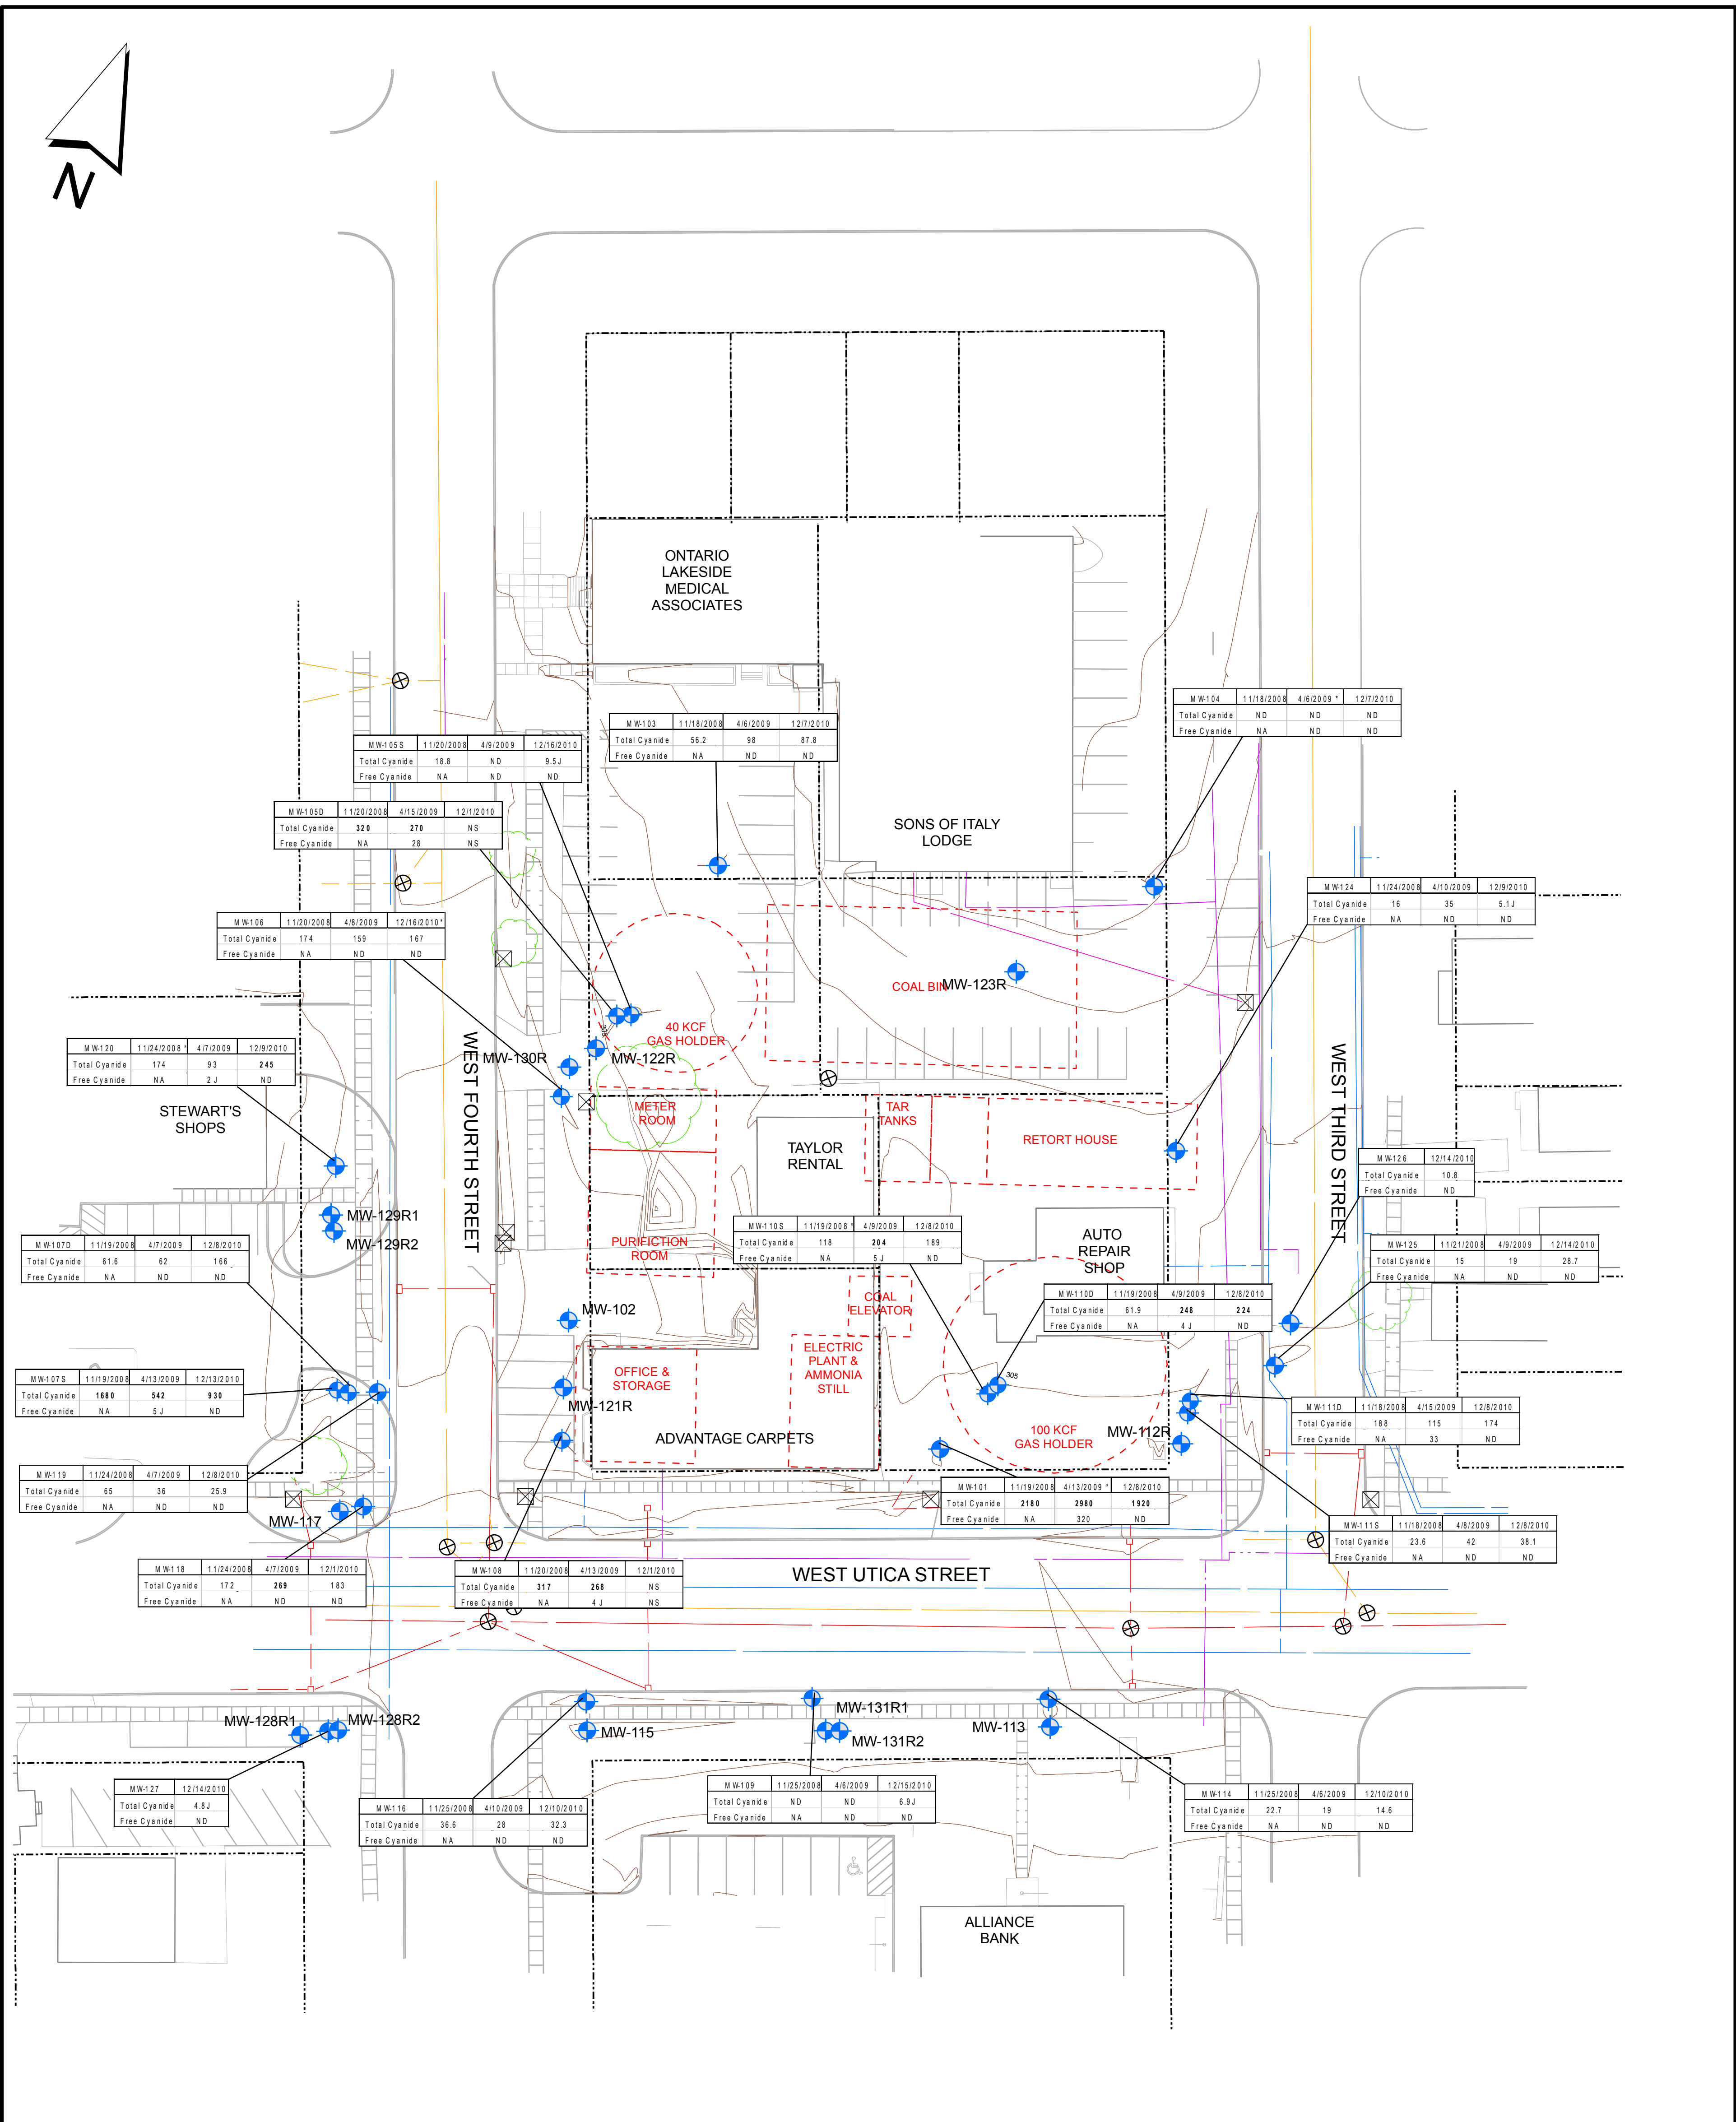 N
ONTARIO
LAKESIDE
MEDICAL
ASSOCIATES
MW-104 11/18/2008 4/6/2009 * 12/7/2010
Total Cyanide ND ND ND
Free Cyanide NA ND ND
MW-103 11/18/2008 4/6/2009 12/7/2010
Total Cyanide 56.2 98 87.8
Free Cyanide NA ND ND
MW-105S 11/20/2008 4/9/2009 12/16/2010
Total Cyanide 18.8 ND 9.5J
Free Cyanide NA ND ND
MW-105D 11/20/2008 4/15/2009 12/1/2010
Total Cyanide 320 270 NS
Free Cyanide NA 28 NS
SONS OF ITALY
LODGE
MW-124 11/24/2008 4/10/2009 12/9/2010
Total Cyanide 16 35 5.1J
Free Cyanide NA ND ND
MW-106 11/20/2008 4/8/2009 12/16/2010*
Total Cyanide 174 159 167
Free Cyanide NA ND ND
COAL BIN
MW-123R
40 KCF
GAS HOLDER
308
MW-130R
MW-122R
WEST FOURTH STREET
WEST THIRD STREET
MW-120 11/24/2008 * 4/7/2009 12/9/2010
Total Cyanide 174 93 245
Free Cyanide NA 2 J ND
STEWART'S
SHOPS
METER
ROOM
TAR
TANKS
RETORT HOUSE
TAYLOR
RENTAL
MW-126 12/14/2010
Total Cyanide 10.8
Free Cyanide ND
MW-129R1
MW-129R2
MW-107D 11/19/2008 4/7/2009 12/8/2010
Total Cyanide 61.6 62 166
Free Cyanide NA ND ND
PURIFICTION
ROOM
MW-110S 11/19/2008 * 4/9/2009 12/8/2010
Total Cyanide 118 204 189
Free Cyanide NA 5 J ND
AUTO
REPAIR
SHOP
MW-125 11/21/2008 4/9/2009 12/14/2010
Total Cyanide 15 19 28.7
Free Cyanide NA ND ND
MW-110D 11/19/2008 4/9/2009 12/8/2010
Total Cyanide 61.9 248 224
Free Cyanide NA 4 J ND
COAL
ELEVATOR
MW-102
ELECTRIC
PLANT &
AMMONIA
STILL
OFFICE &
STORAGE
MW-107S 11/19/2008 4/13/2009 12/13/2010
Total Cyanide 1680 542 930
Free Cyanide NA 5 J ND
305
MW-121R
MW-111D 11/18/2008 4/15/2009 12/8/2010
Total Cyanide 188 115 174
Free Cyanide NA 33 ND
ADVANTAGE CARPETS
100 KCF
GAS HOLDER
MW-112R
MW-119 11/24/2008 4/7/2009 12/8/2010
Total Cyanide 65 36 25.9
Free Cyanide NA ND ND
MW-101 11/19/2008 4/13/2009 * 12/8/2010
Total Cyanide 2180 2980 1920
Free Cyanide NA 320 ND
MW-117
MW-111S 11/18/2008 4/8/2009 12/8/2010
Total Cyanide 23.6 42 38.1
Free Cyanide NA ND ND
MW-118 11/24/2008 4/7/2009 12/1/2010
Total Cyanide 172 269 183
Free Cyanide NA ND ND
MW-108 11/20/2008 4/13/2009 12/1/2010
Total Cyanide 317 268 NS
Free Cyanide NA 4 J NS
WEST UTICA STREET
MW-128R1
MW-128R2
MW-115
MW-131R1
MW-131R2
MW-113
MW-127 12/14/2010
Total Cyanide 4.8J
Free Cyanide ND
MW-116 11/25/2008 4/10/2009 12/10/2010
Total Cyanide 36.6 28 32.3
Free Cyanide NA ND ND
MW-109 11/25/2008 4/6/2009 12/15/2010
Total Cyanide ND ND 6.9J
Free Cyanide NA ND ND
MW-114 11/25/2008 4/6/2009 12/10/2010
Total Cyanide 22.7 19 14.6
Free Cyanide NA ND ND
ALLIANCE
BANK